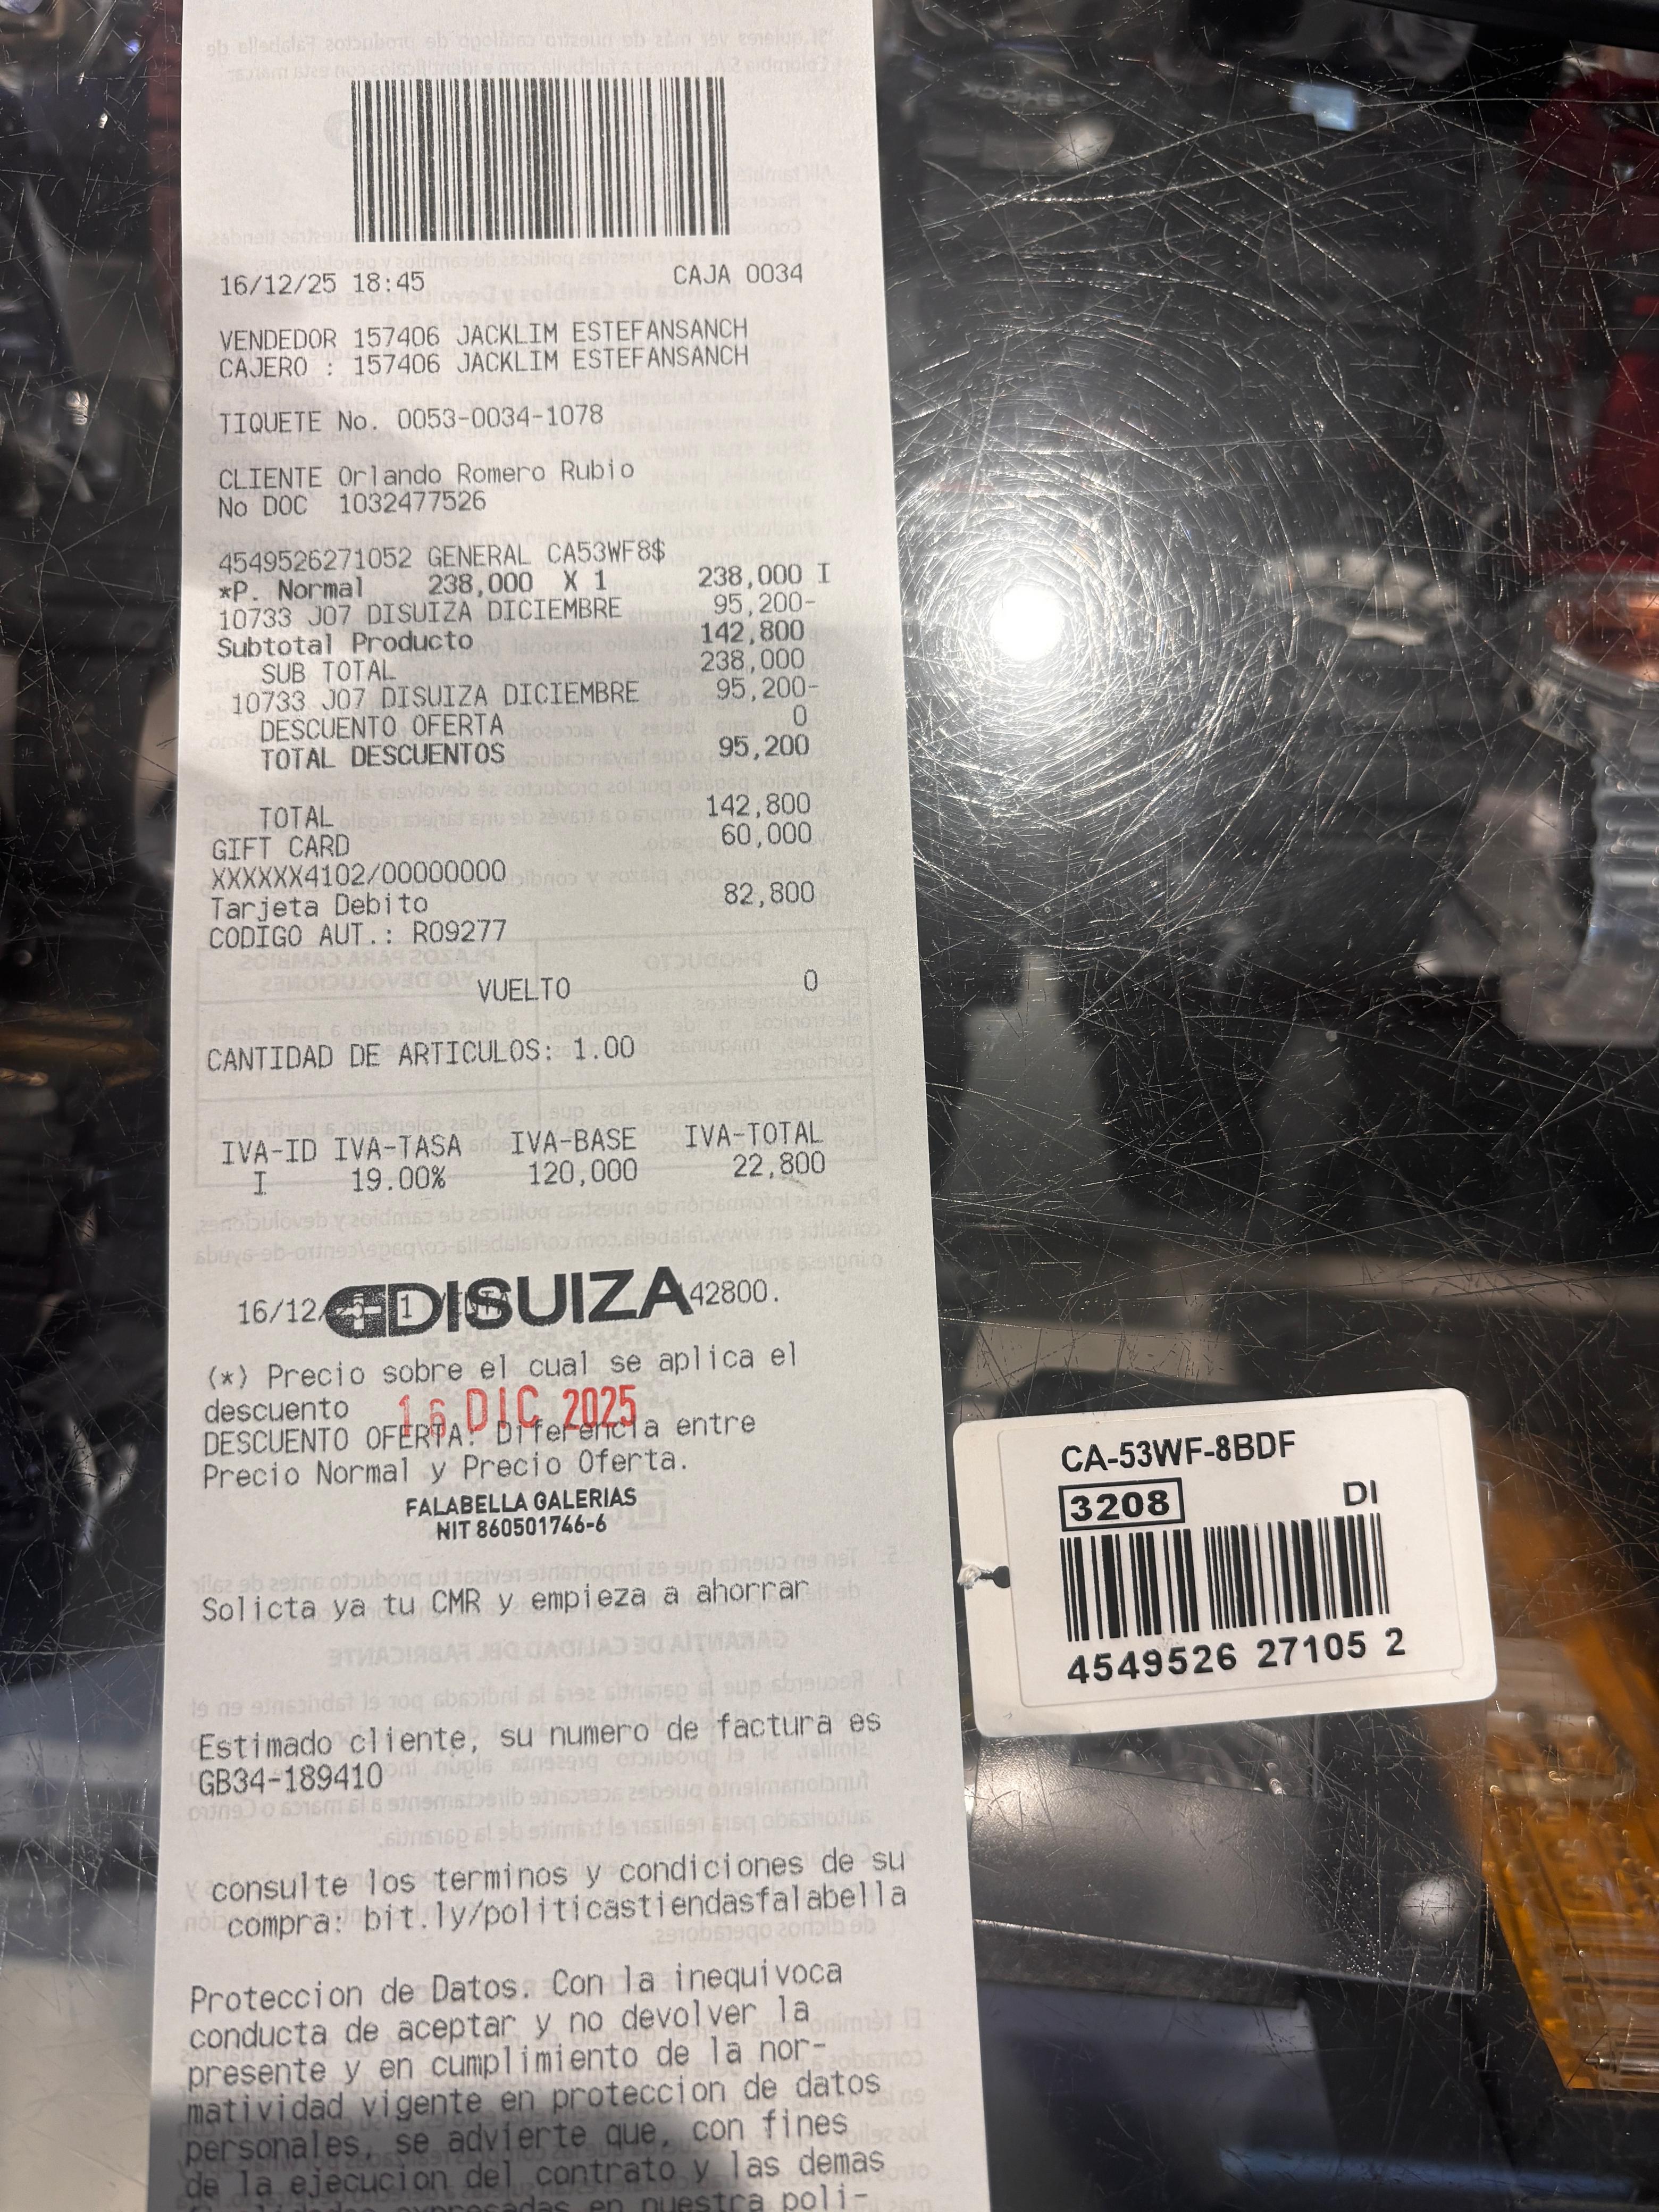 16/12/25 18:45 CAJA 0034
VENDEDOR 157406 JACKLIM ESTEFANSANCH
CAJERO : 157406 JACKLIM ESTEFANSANCH
TIQUETE No. 0053-0034-1078
CLIENTE Orlando Romero Rubio
No DOC 1032477526
4549526271052 GENERAL CA53WF8$
*P. Normal 238,000 X 1 238,000 I
10733 J07 DISUIZA DICIEMBRE 95,200-
Subtotal Producto 142,800
SUB TOTAL 238,000
10733 J07 DISUIZA DICIEMBRE 95,200-
DESCUENTO OFERTA 0
TOTAL DESCUENTOS 95,200
TOTAL 142,800
GIFT CARD 60,000
XXXXXX4102/00000000
Tarjeta Debito 82,800
CODIGO AUT.: R09277
VUELTO 0
CANTIDAD DE ARTICULOS: 1.00
IVA-ID IVA-TASA IVA-BASE IVA-TOTAL
I 19.00% 120,000 22,800
16/12/ DISUIZA 42800.
(*) Precio sobre el cual se aplica el
descuento
16 DIC 2025
DESCUENTO OFERTA: Diferencia entre
Precio Normal y Precio Oferta.
FALABELLA GALERIAS
NIT 860501746-6
Solicta ya tu CMR y empieza a ahorrar
Estimado cliente, su numero de factura es
GB34-189410
consulte los terminos y condiciones de su
compra: bit.ly/politicastiendasfalabella
Proteccion de Datos. Con la inequivoca
conducta de aceptar y no devolver la
presente y en cumplimiento de la nor-
matividad vigente en proteccion de datos
personales, se advierte que, con fines
de la ejecucion del contrato y las demas
expresadas en nuestra poli-
CA-53WF-8BDF
3208 DI
4549526 27105 2